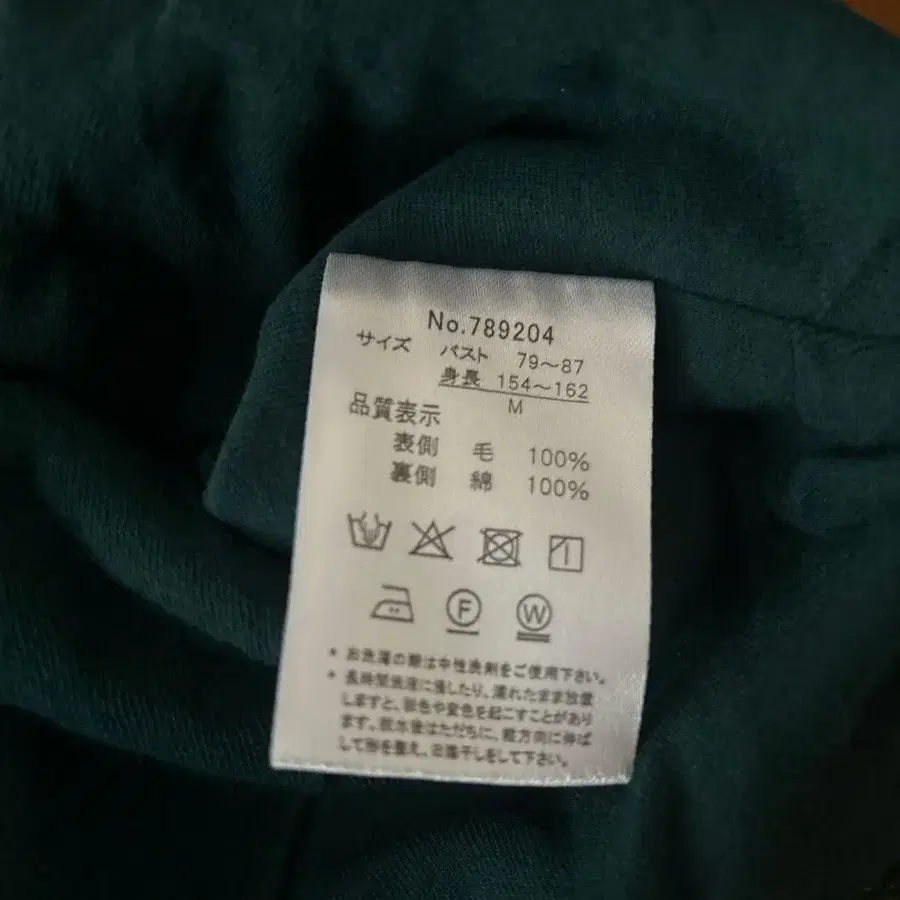 No.789204
サイズ バスト 79～87
身長 154～162
M
品質表示
表側 毛 100%
裏側 綿 100%
F W
* お洗濯の際は中性洗剤をご使用下さい。
* 長時間洗液に浸したり、濡れたまま放置
しますと、脱色や変色を起こすことがあり
ます。脱水後はただちに、縦方向に伸ば
して形を整え、日蔭干しをして下さい。